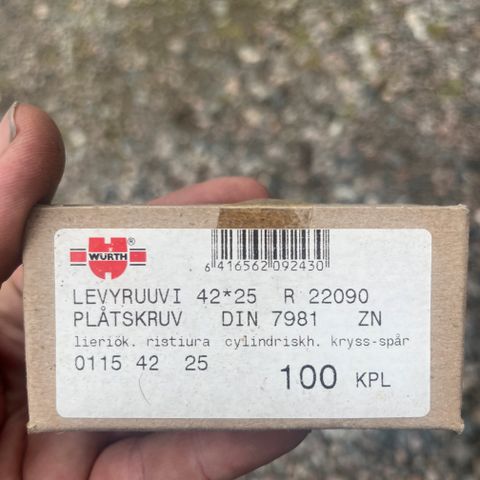 WÜRTH®
6 416562 092430
LEVYRUUVI 42*25 R 22090
PLÅTSKRUV DIN 7981 ZN
lieriök. ristiura cylindriskh. kryss-spår
0115 42 25
100 KPL